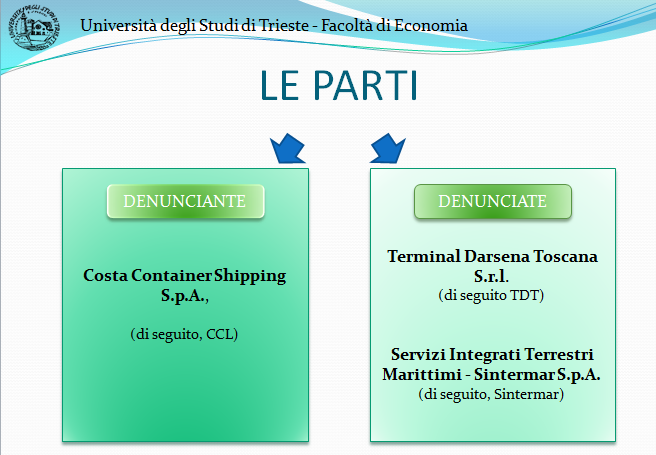 Università degli Studi di Trieste - Facoltà di Economia
LE PARTI
DENUNCIANTE
Costa Container Shipping
S.p.A.,
(di seguito, CCL)
DENUNCIATE
Terminal Darsena Toscana
S.r.l.
(di seguito TDT)
Servizi Integrati Terrestri
Marittimi - Sintermar S.p.A.
(di seguito, Sintermar)